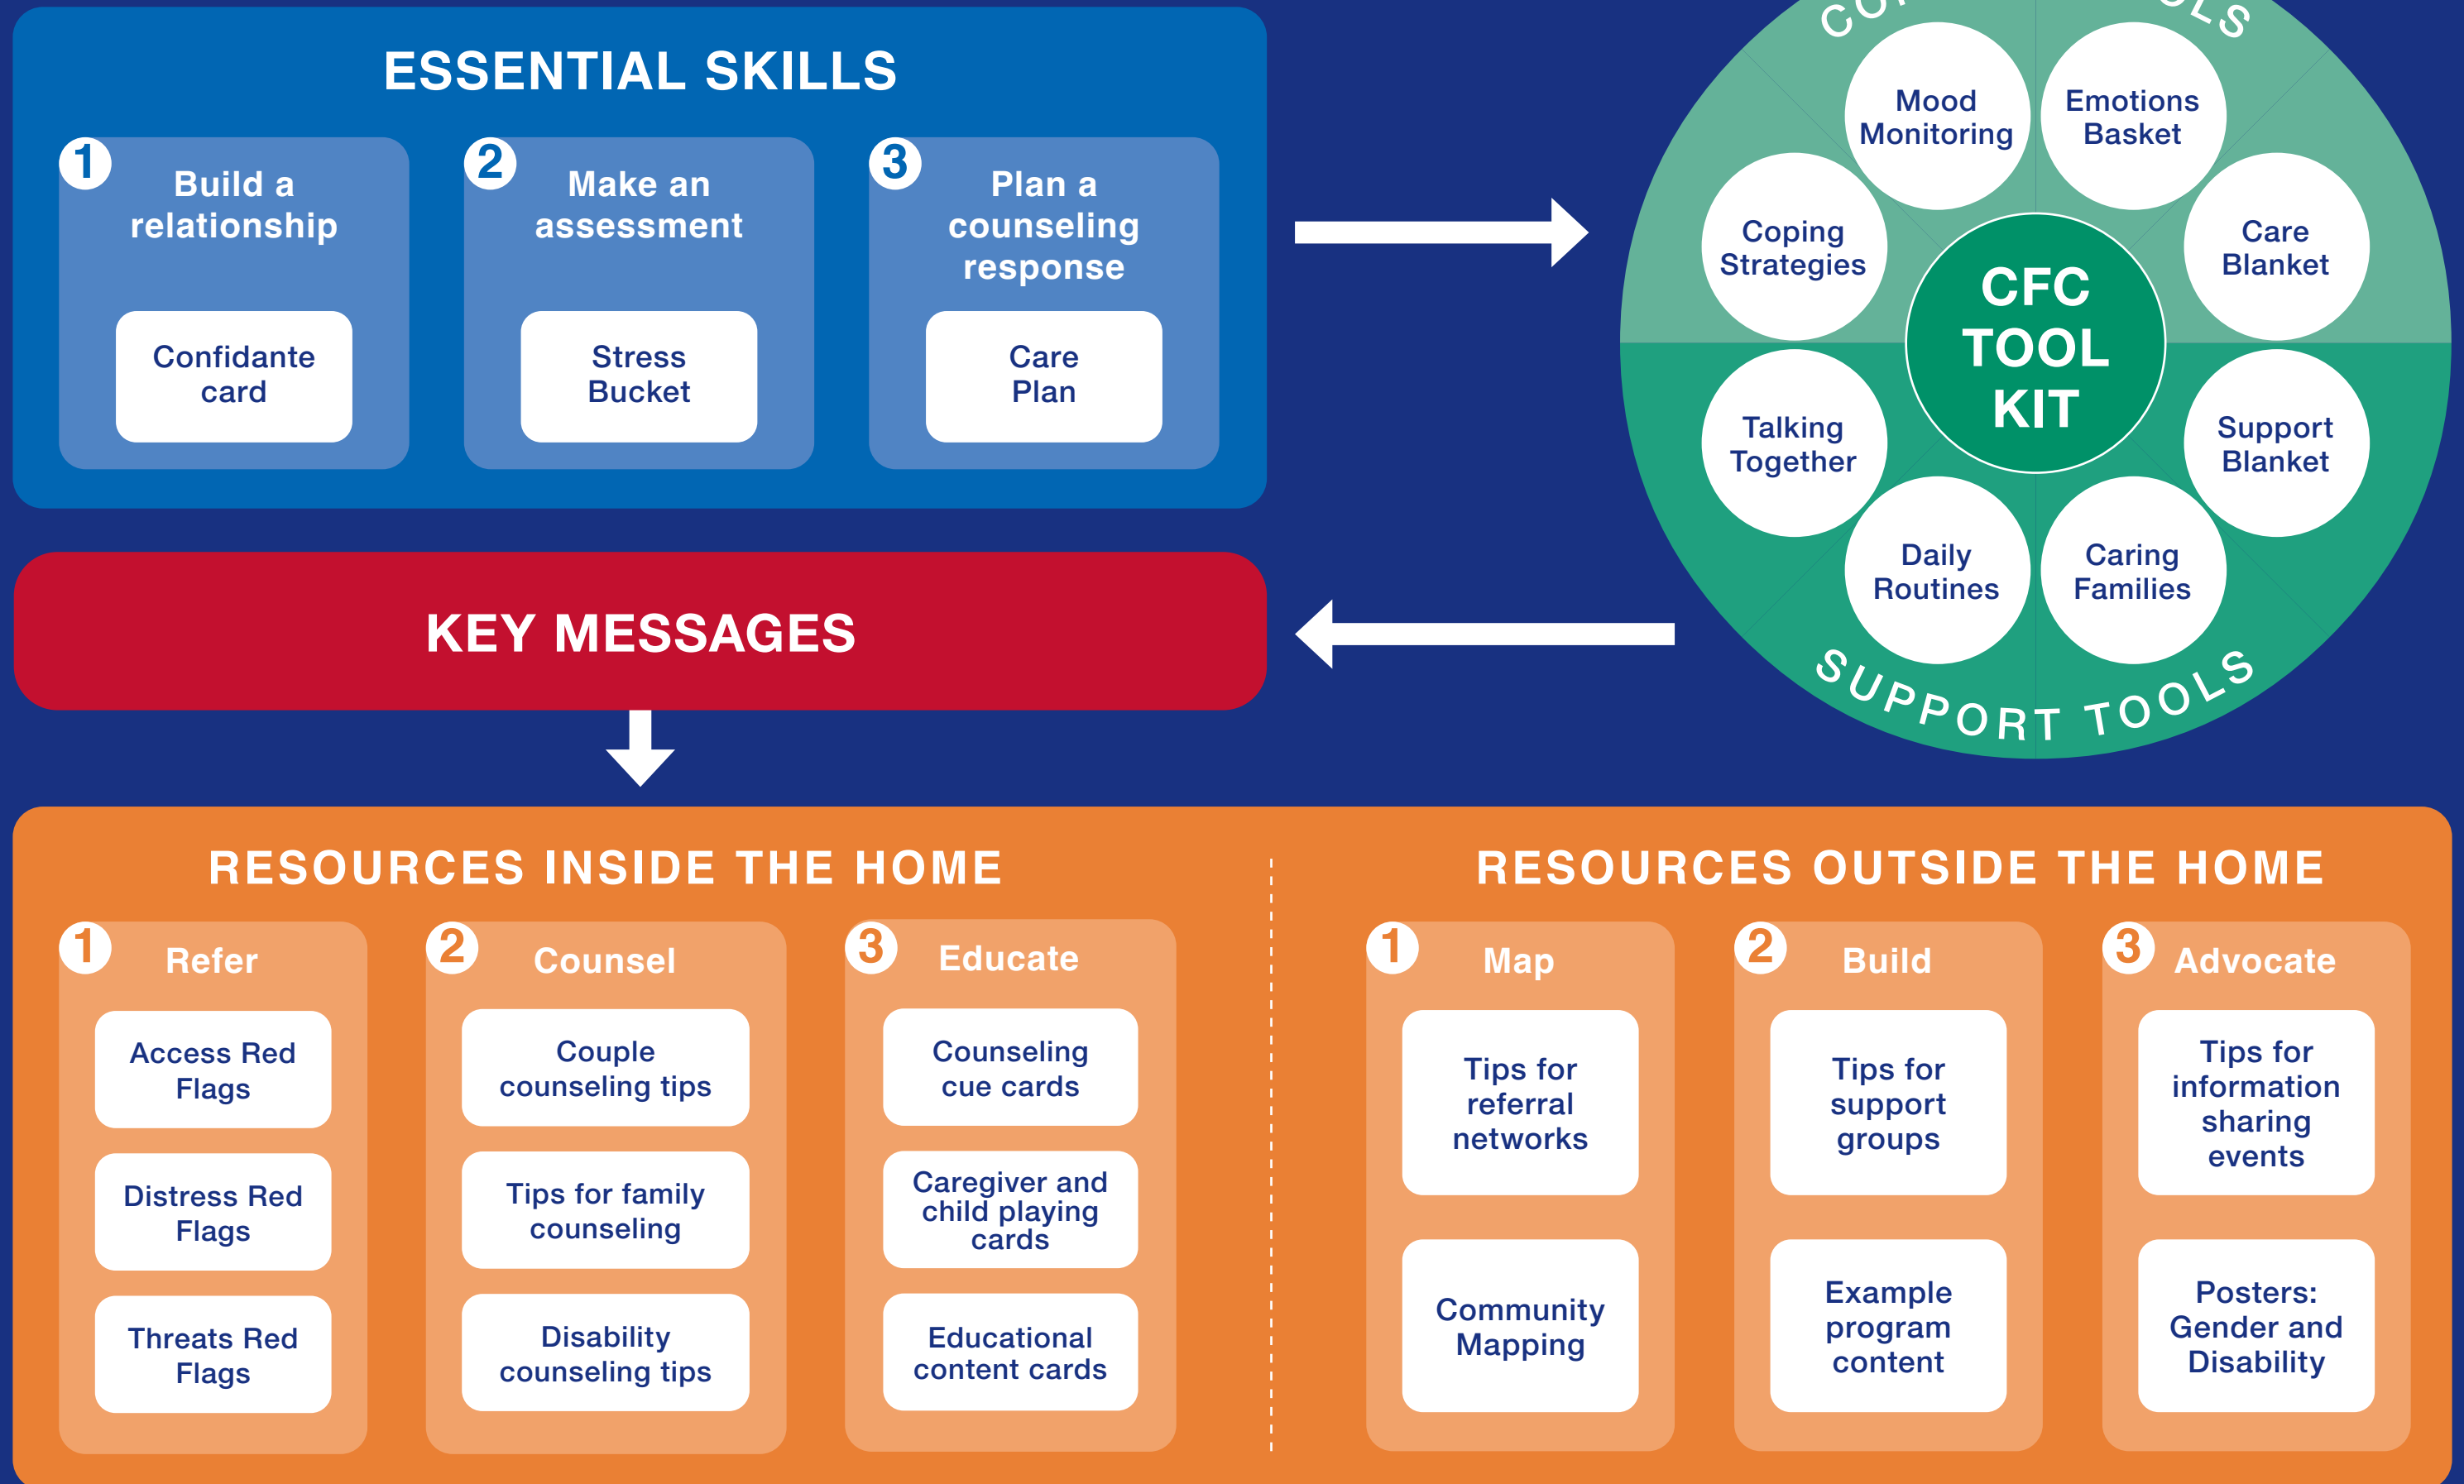 ESSENTIAL SKILLS
1
Build a
relationship
Confidante
card
2
Make an
assessment
Stress
Bucket
3
Plan a
counseling
response
Care
Plan
Mood
Monitoring
Emotions
Basket
Coping
Strategies
Care
Blanket
CFC
TOOL
KIT
Talking
Together
Support
Blanket
Daily
Routines
Caring
Families
SUPPORT TOOLS
KEY MESSAGES
RESOURCES INSIDE THE HOME
1
Refer
Access Red
Flags
Distress Red
Flags
Threats Red
Flags
2
Counsel
Couple
counseling tips
Tips for family
counseling
Disability
counseling tips
3
Educate
Counseling
cue cards
Caregiver and
child playing
cards
Educational
content cards
RESOURCES OUTSIDE THE HOME
1
Map
Tips for
referral
networks
Community
Mapping
2
Build
Tips for
support
groups
Example
program
content
3
Advocate
Tips for
information
sharing
events
Posters:
Gender and
Disability